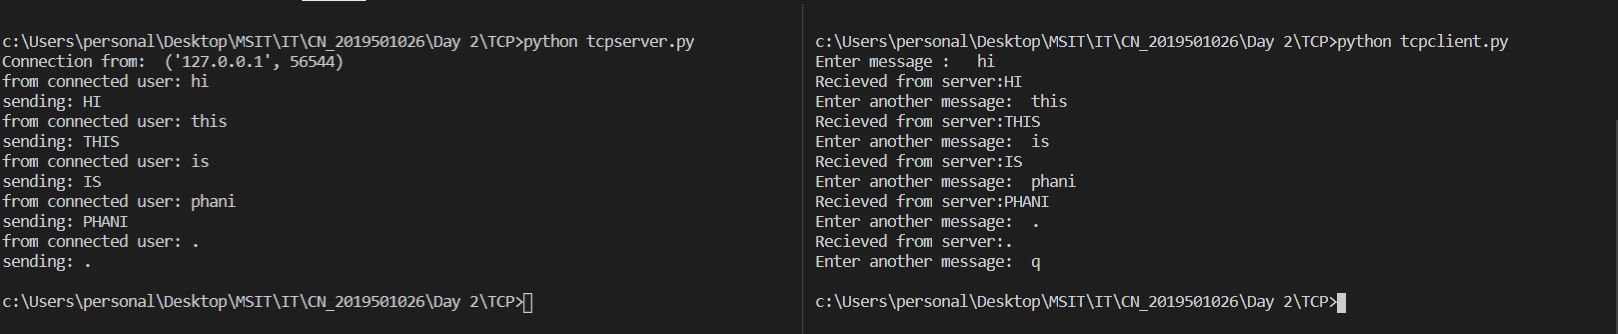 c:\Users\personal\Desktop\MSIT\IT\CN_2019501026\Day 2\TCP>python tcpserver.py
Connection from:  ('127.0.0.1', 56544)
from connected user: hi
sending: HI
from connected user: this
sending: THIS
from connected user: is
sending: IS
from connected user: phani
sending: PHANI
from connected user: .
sending: .
c:\Users\personal\Desktop\MSIT\IT\CN_2019501026\Day 2\TCP>
c:\Users\personal\Desktop\MSIT\IT\CN_2019501026\Day 2\TCP>python tcpclient.py
Enter message :   hi
Recieved from server:HI
Enter another message:  this
Recieved from server:THIS
Enter another message:  is
Recieved from server:IS
Enter another message:  phani
Recieved from server:PHANI
Enter another message:  .
Recieved from server:.
Enter another message:  q
c:\Users\personal\Desktop\MSIT\IT\CN_2019501026\Day 2\TCP>